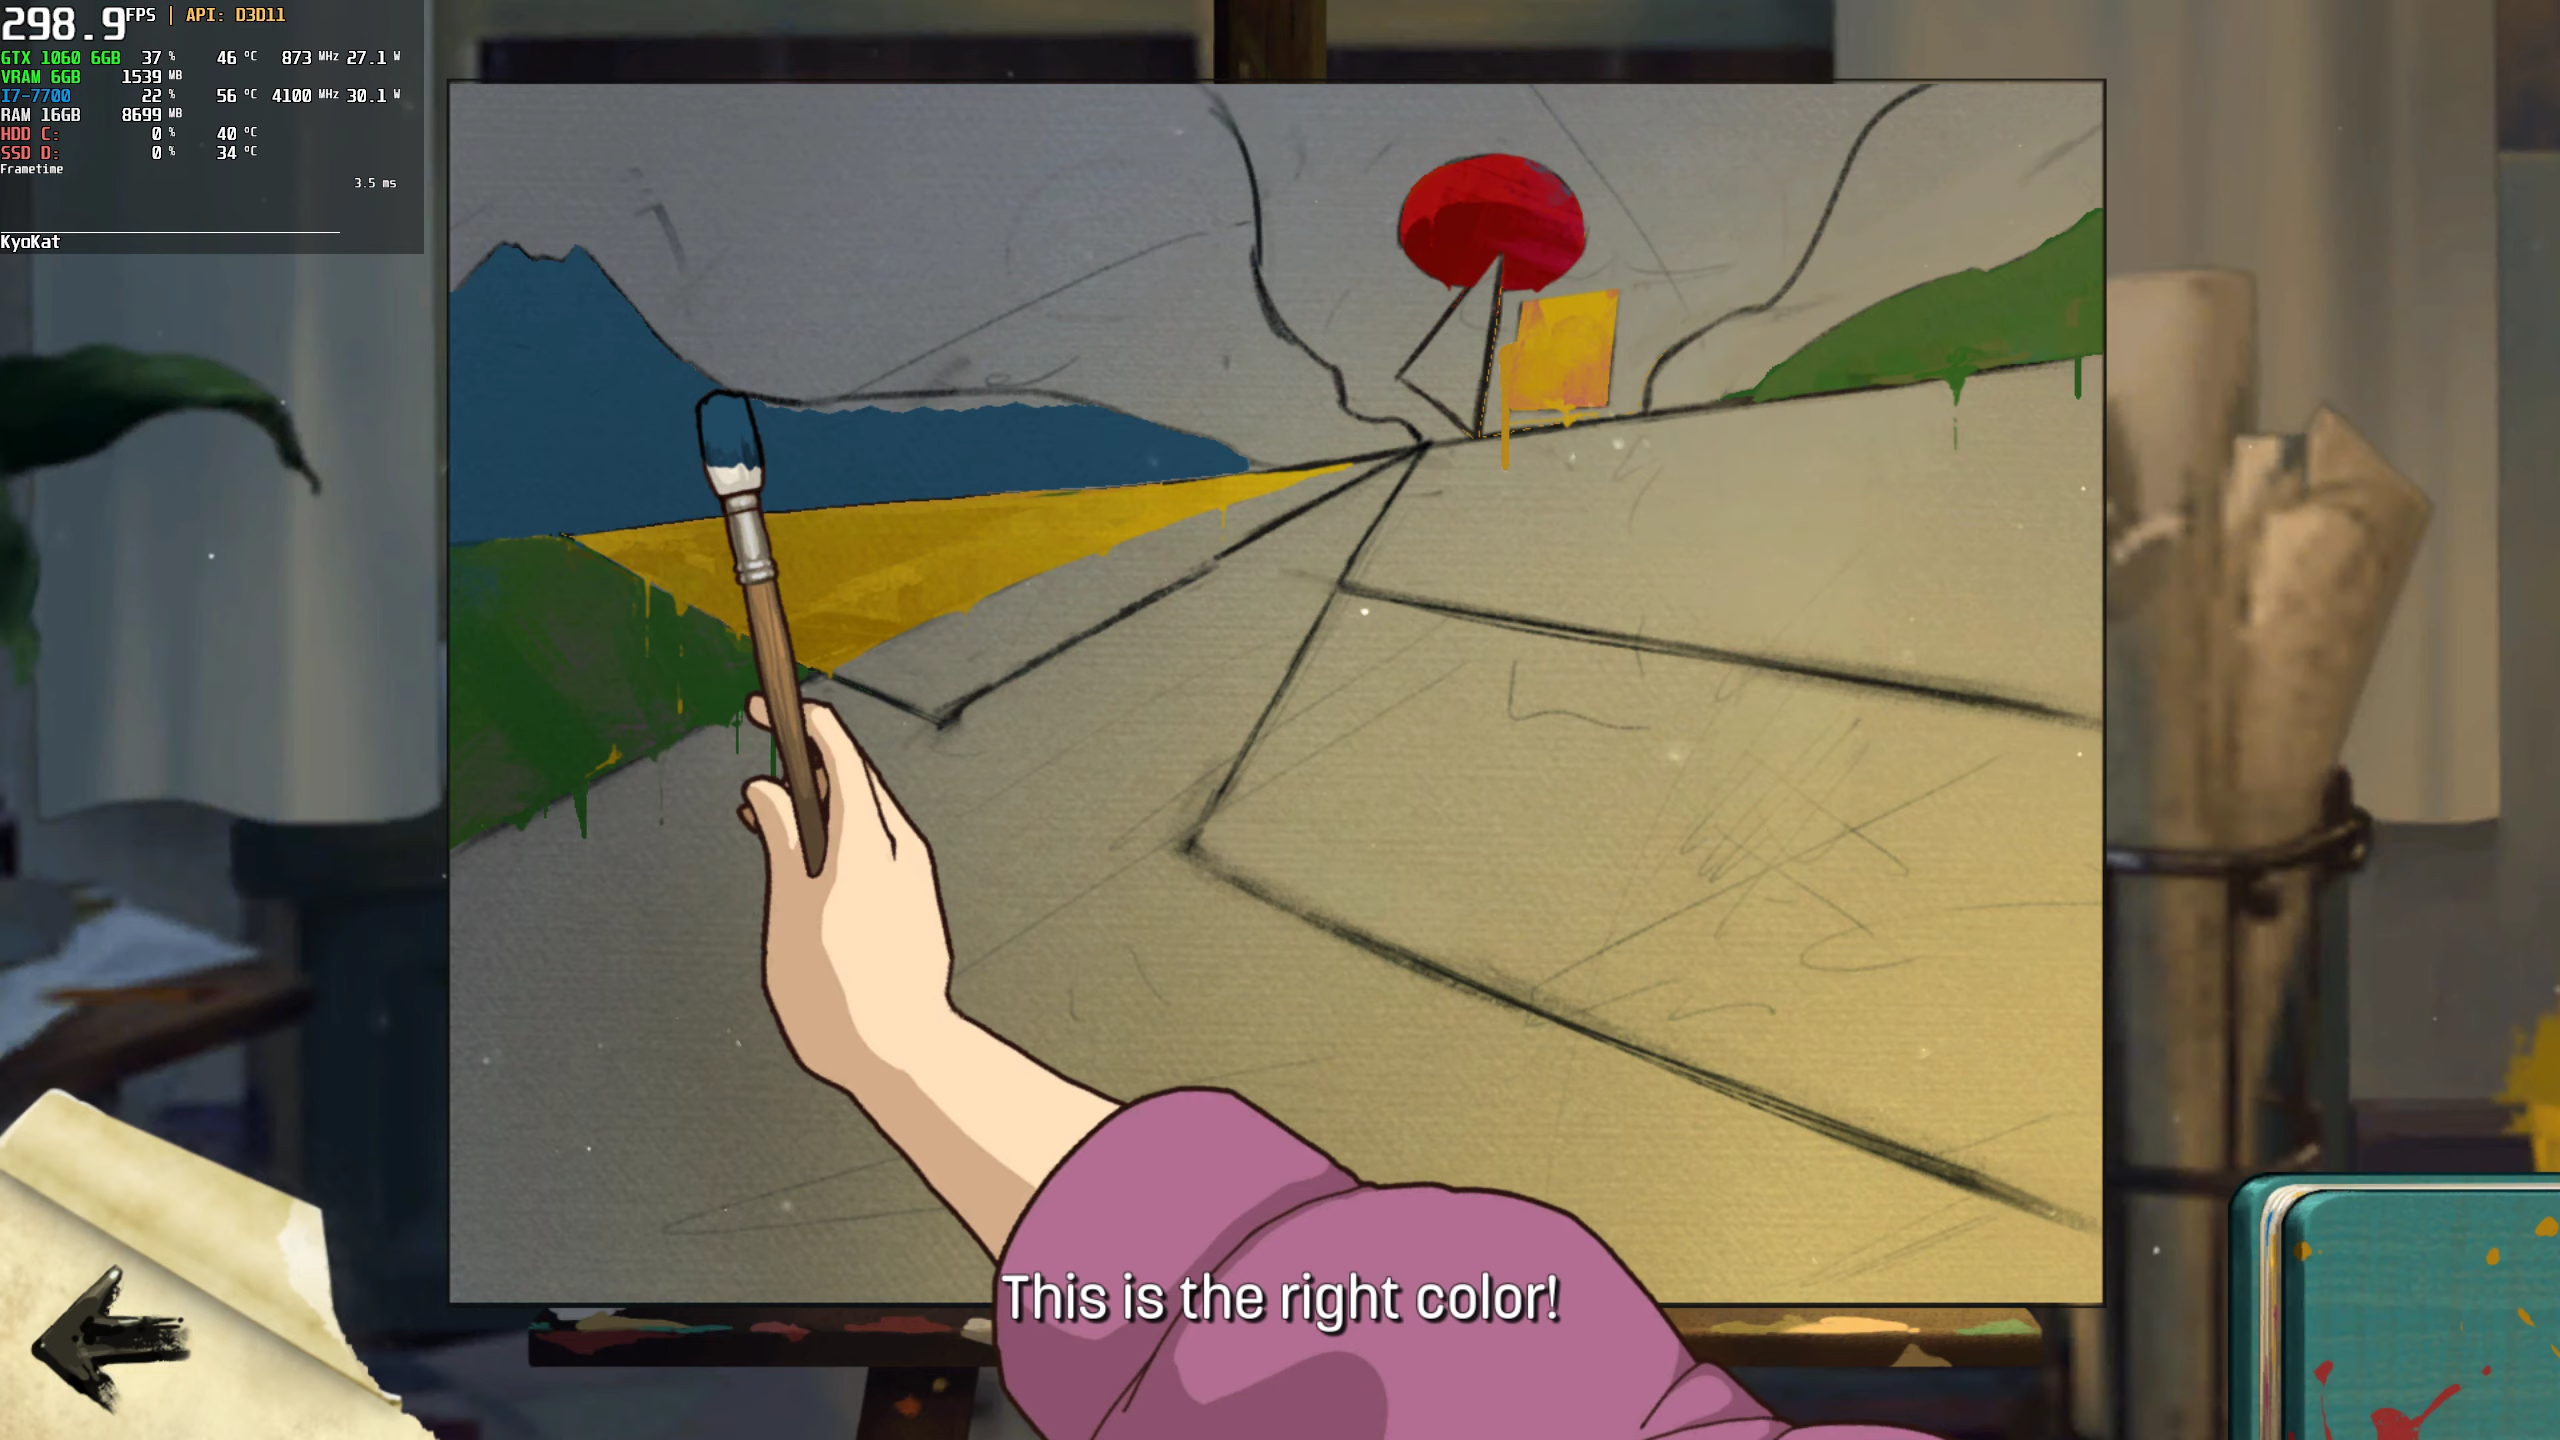 298.9 FPS | API: D3D11
GTX 1060 6GB 37 % 46 °C 873 MHz 27.1 W
VRAM 6GB 1539 MB
I7-7700 22 % 56 °C 4100 MHz 30.1 W
RAM 16GB 8699 MB
HDD C: 0 % 40 °C
SSD D: 0 % 34 °C
Frametime
3.5 ms
KyoKat
This is the right color!